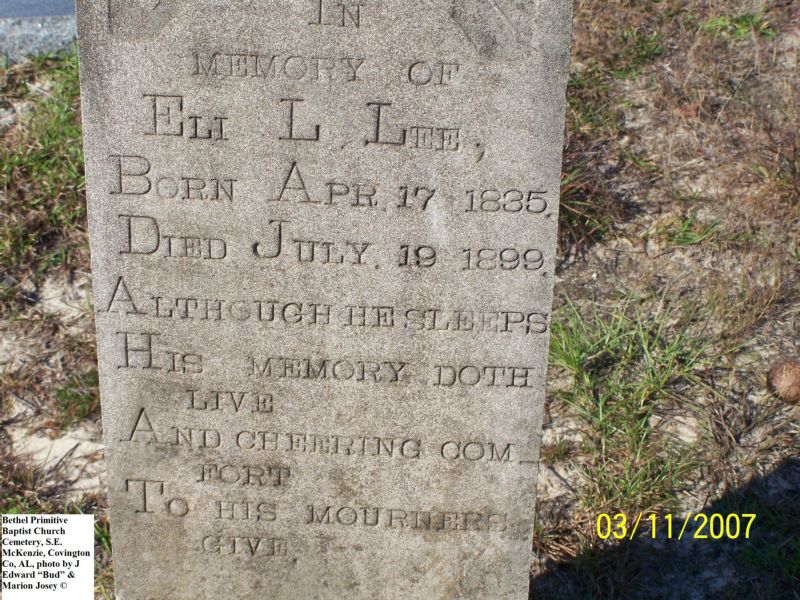 IN
MEMORY OF
ELI L. LEE,
BORN APR. 17 1835.
DIED JULY. 19 1899.
ALTHOUGH HE SLEEPS
HIS MEMORY DOTH
LIVE
AND CHEERING COM_
FORT
TO HIS MOURNERS
GIVE.
03/11/2007
Bethel Primitive
Baptist Church
Cemetery, S.E.
McKenzie, Covington
Co, AL, photo by J
Edward “Bud” &
Marion Josey ©